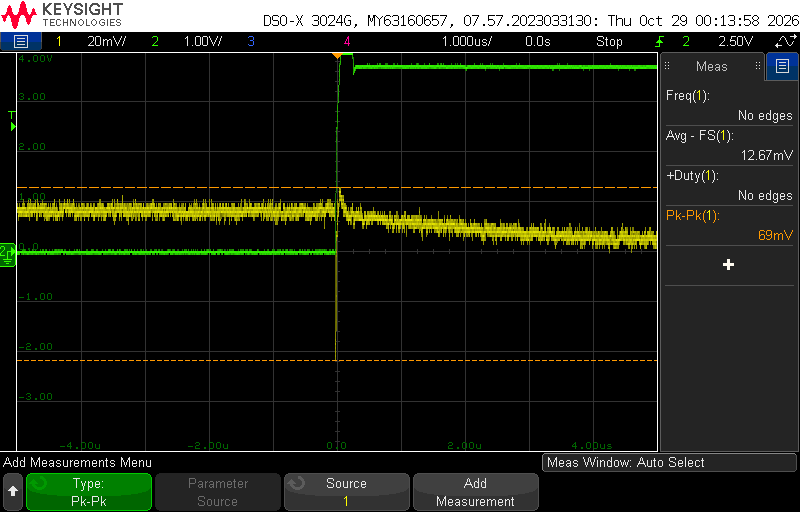 KEYSIGHT
TECHNOLOGIES
DSO-X 3024G, MY63160657, 07.57.2023033130: Thu Oct 29 00:13:58 2026
1 20mV/ 2 1.00V/ 3 4 1.000us/ 0.0s Stop 2 2.50V
4.00V
3.00
2.00
1.00
0.0
-1.00
-2.00
-3.00
-4.00u -2.00u 0.0 2.00u 4.00u
T
2
Meas
Freq(1):
No edges
Avg - FS(1):
12.67mV
+Duty(1):
No edges
Pk-Pk(1):
69mV
Add Measurements Menu
Meas Window: Auto Select
Type:
Pk-Pk
Parameter
Source
Source
1
Add
Measurement